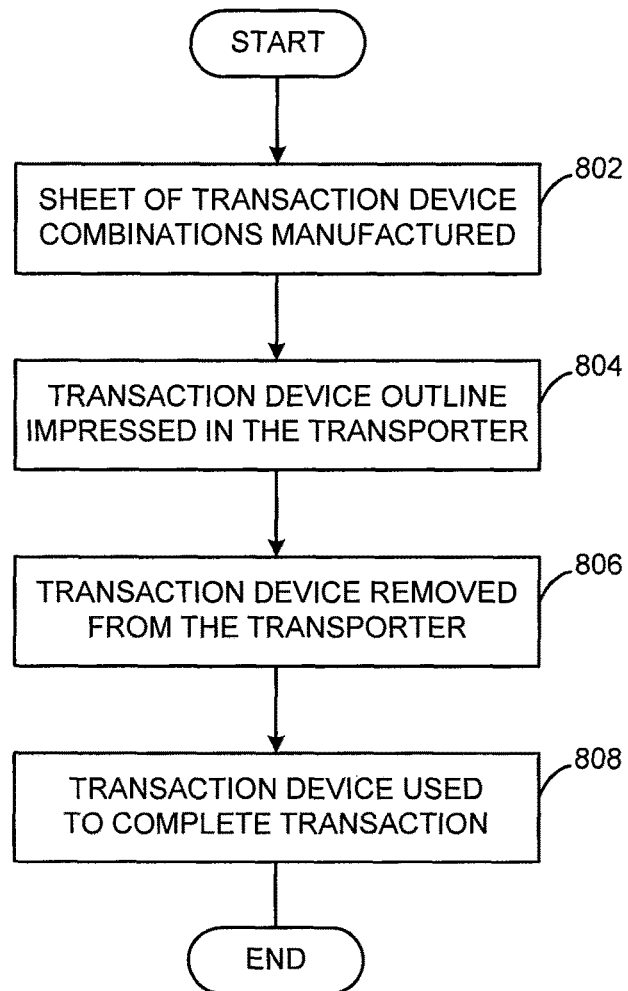 START
802
SHEET OF TRANSACTION DEVICE
COMBINATIONS MANUFACTURED
804
TRANSACTION DEVICE OUTLINE
IMPRESSED IN THE TRANSPORTER
806
TRANSACTION DEVICE REMOVED
FROM THE TRANSPORTER
808
TRANSACTION DEVICE USED
TO COMPLETE TRANSACTION
END